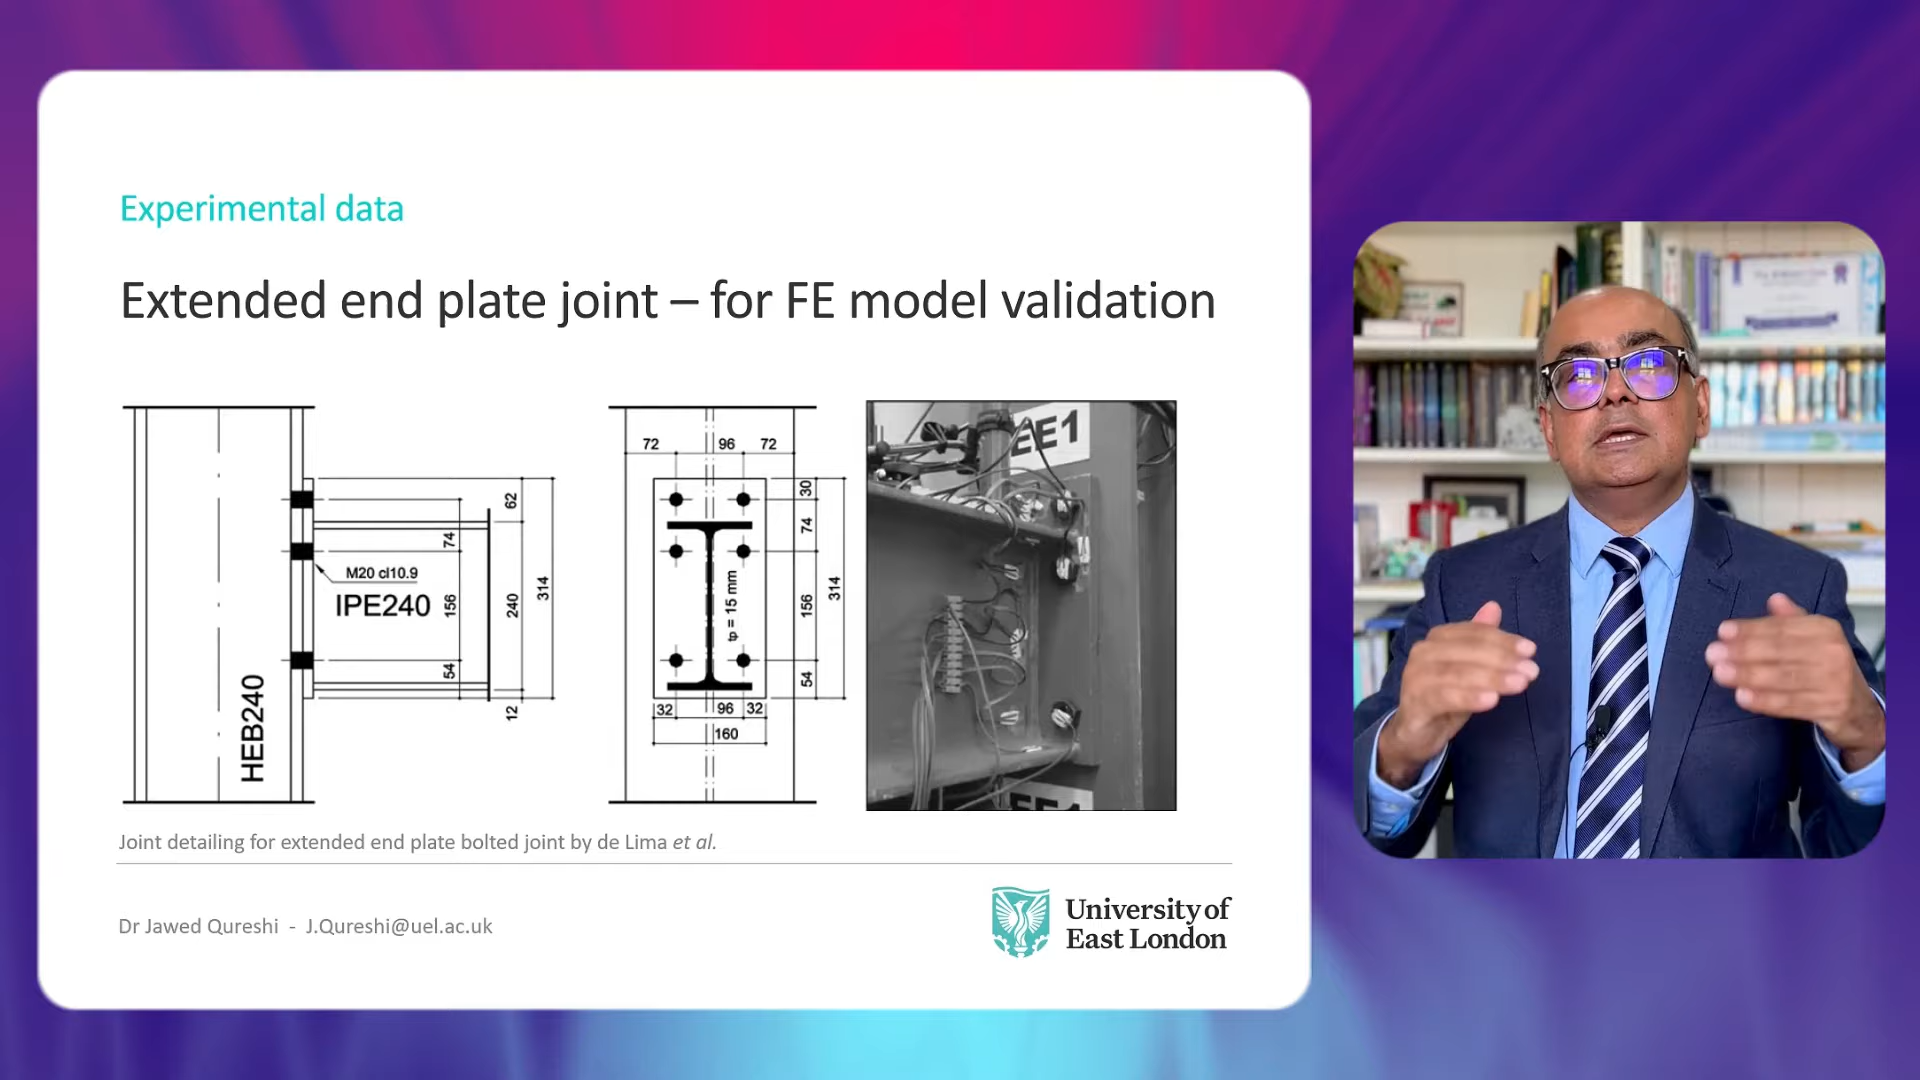 Experimental data
Extended end plate joint – for FE model validation
72 96 72
62
74
M20 cl10.9
IPE240
156
240
314
54
12
HEB240
30
74
tp = 15 mm
156
314
54
32 96 32
160
EE1
EE1
Joint detailing for extended end plate bolted joint by de Lima et al.
Dr Jawed Qureshi - J.Qureshi@uel.ac.uk
University of
East London